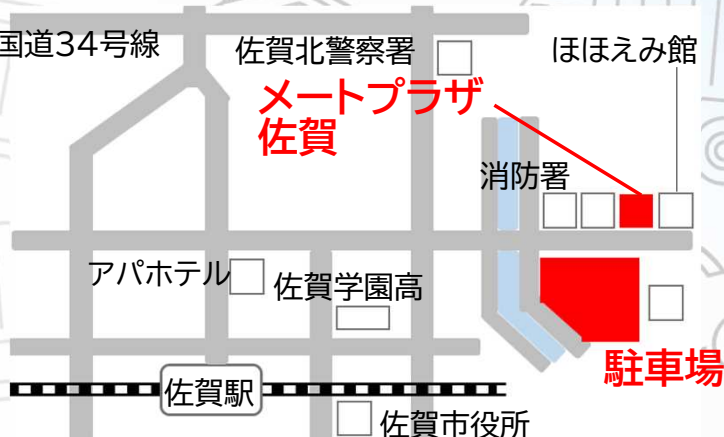 国道34号線
佐賀北警察署
ほほえみ館
メートプラザ
佐賀
消防署
アパホテル
佐賀学園高
駐車場
佐賀駅
佐賀市役所